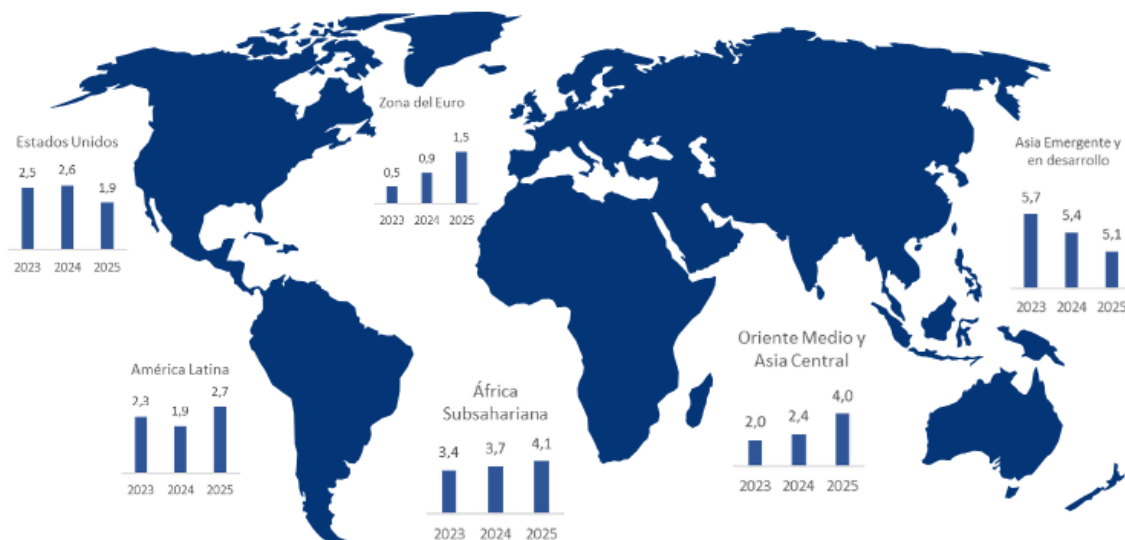 Zona del Euro
0,5 0,9 1,5
2023 2024 2025
Estados Unidos
2,5 2,6 1,9
2023 2024 2025
Asia Emergente y
en desarrollo
5,7 5,4 5,1
2023 2024 2025
América Latina
2,3 1,9 2,7
2023 2024 2025
África
Subsahariana
3,4 3,7 4,1
2023 2024 2025
Oriente Medio y
Asia Central
2,0 2,4 4,0
2023 2024 2025